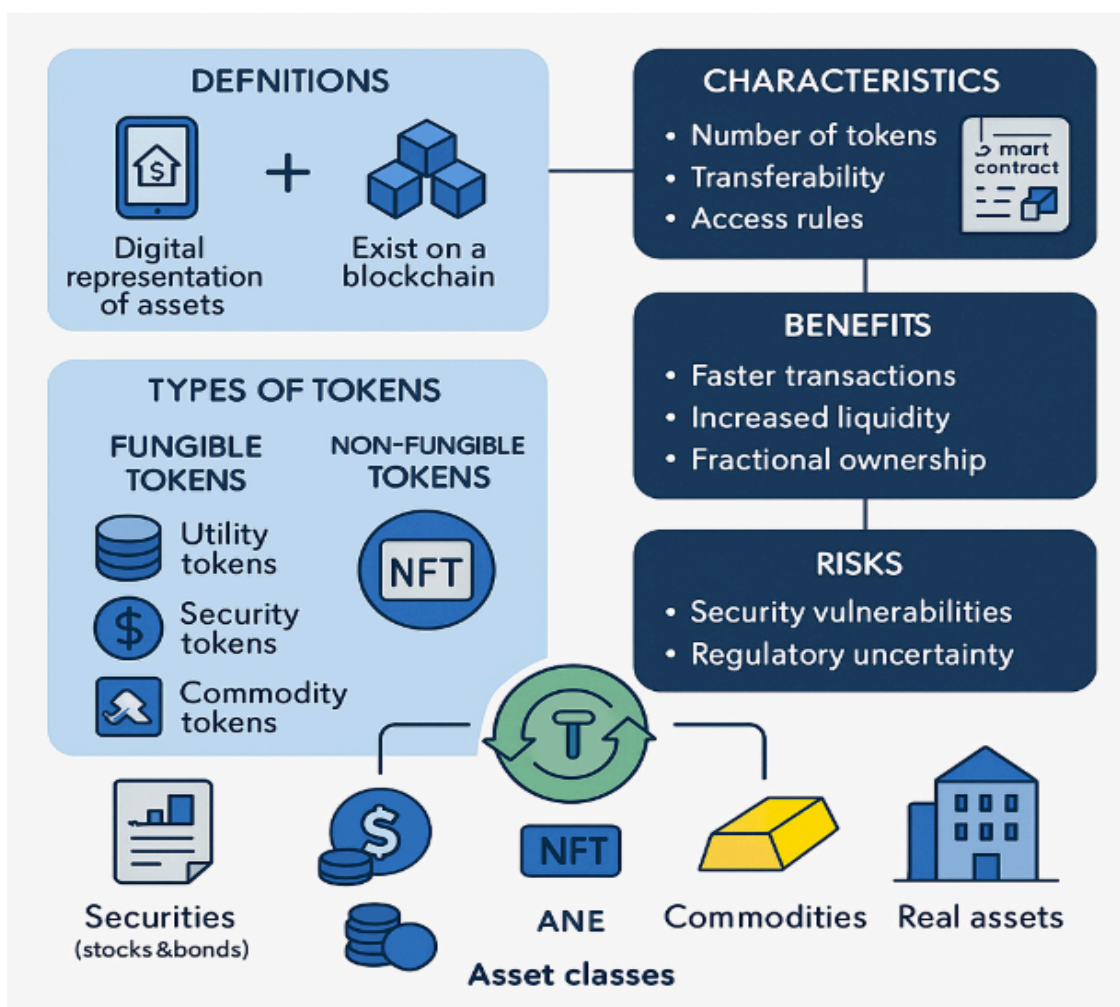 DEFNITIONS
Digital
representation
of assets
+
Exist on a
blockchain
CHARACTERISTICS
• Number of tokens
• Transferability
• Access rules
mart
contract
BENEFITS
• Faster transactions
• Increased liquidity
• Fractional ownership
TYPES OF TOKENS
FUNGIBLE
TOKENS
Utility
tokens
$
Security
tokens
Commodity
tokens
NON-FUNGIBLE
TOKENS
NFT
RISKS
• Security vulnerabilities
• Regulatory uncertainty
T
Securities
(stocks &bonds)
$
NFT
ANE
Commodities
Real assets
Asset classes